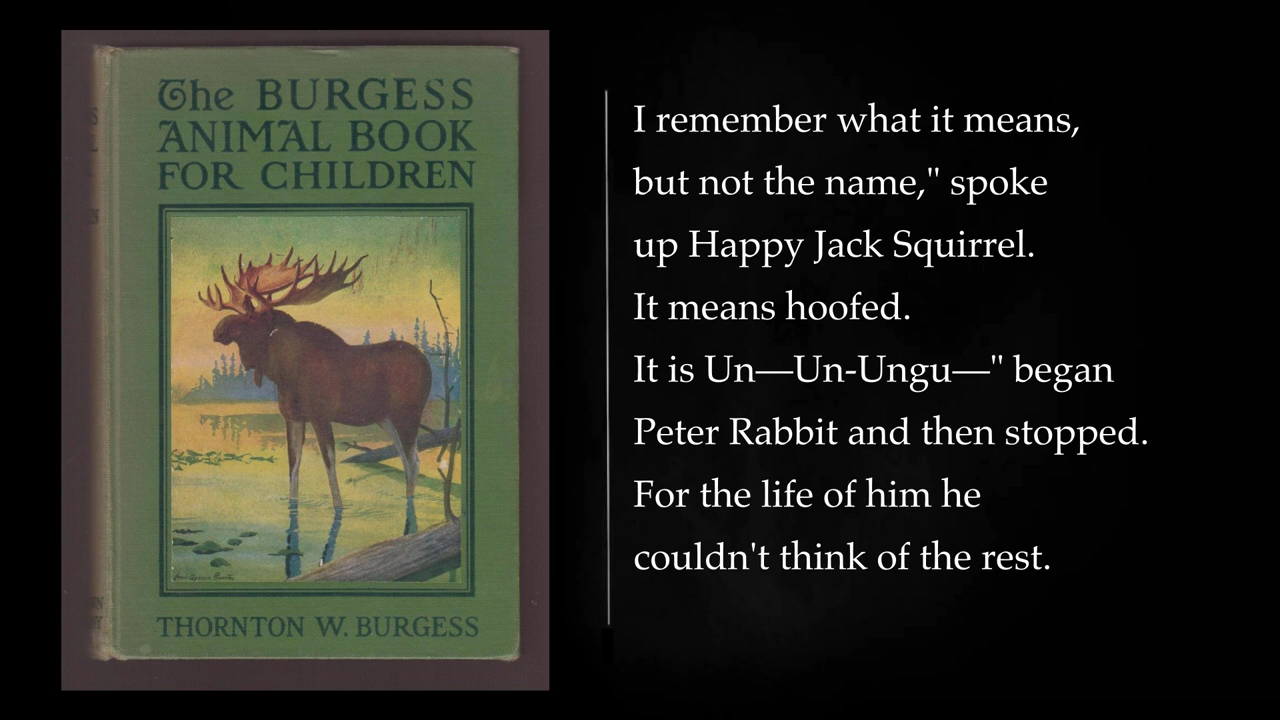 The BURGESS
ANIMAL BOOK
FOR CHILDREN
THORNTON W. BURGESS
I remember what it means,
but not the name," spoke
up Happy Jack Squirrel.
It means hoofed.
It is Un—Un-Ungu—" began
Peter Rabbit and then stopped.
For the life of him he
couldn't think of the rest.